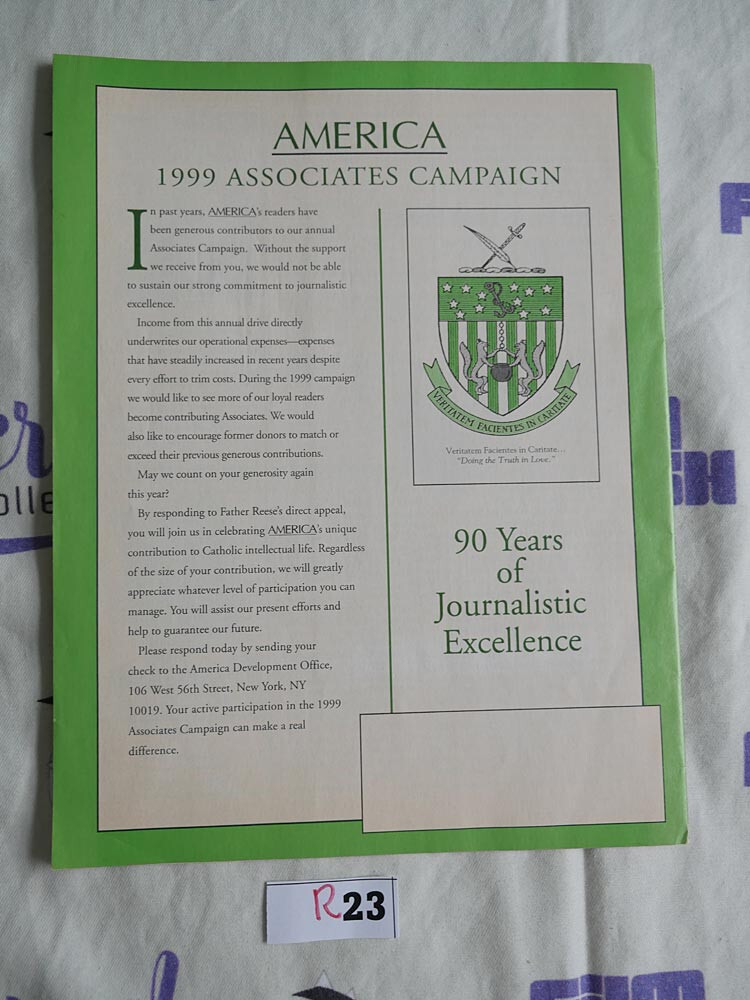 AMERICA
1999 ASSOCIATES CAMPAIGN
In past years, AMERICA's readers have
been generous contributors to our annual
Associates Campaign. Without the support
we receive from you, we would not be able
to sustain our strong commitment to journalistic
excellence.
Income from this annual drive directly
underwrites our operational expenses—expenses
that have steadily increased in recent years despite
every effort to trim costs. During the 1999 campaign
we would like to see more of our loyal readers
become contributing Associates. We would
also like to encourage former donors to match or
exceed their previous generous contributions.
May we count on your generosity again
this year?
By responding to Father Reese's direct appeal,
you will join us in celebrating AMERICA's unique
contribution to Catholic intellectual life. Regardless
of the size of your contribution, we will greatly
appreciate whatever level of participation you can
manage. You will assist our present efforts and
help to guarantee our future.
Please respond today by sending your
check to the America Development Office,
106 West 56th Street, New York, NY
10019. Your active participation in the 1999
Associates Campaign can make a real
difference.
VERITATEM FACIENTES IN CARITATE
Veritatem Facientes in Caritate...
"Doing the Truth in Love."
90 Years
of
Journalistic
Excellence
R23